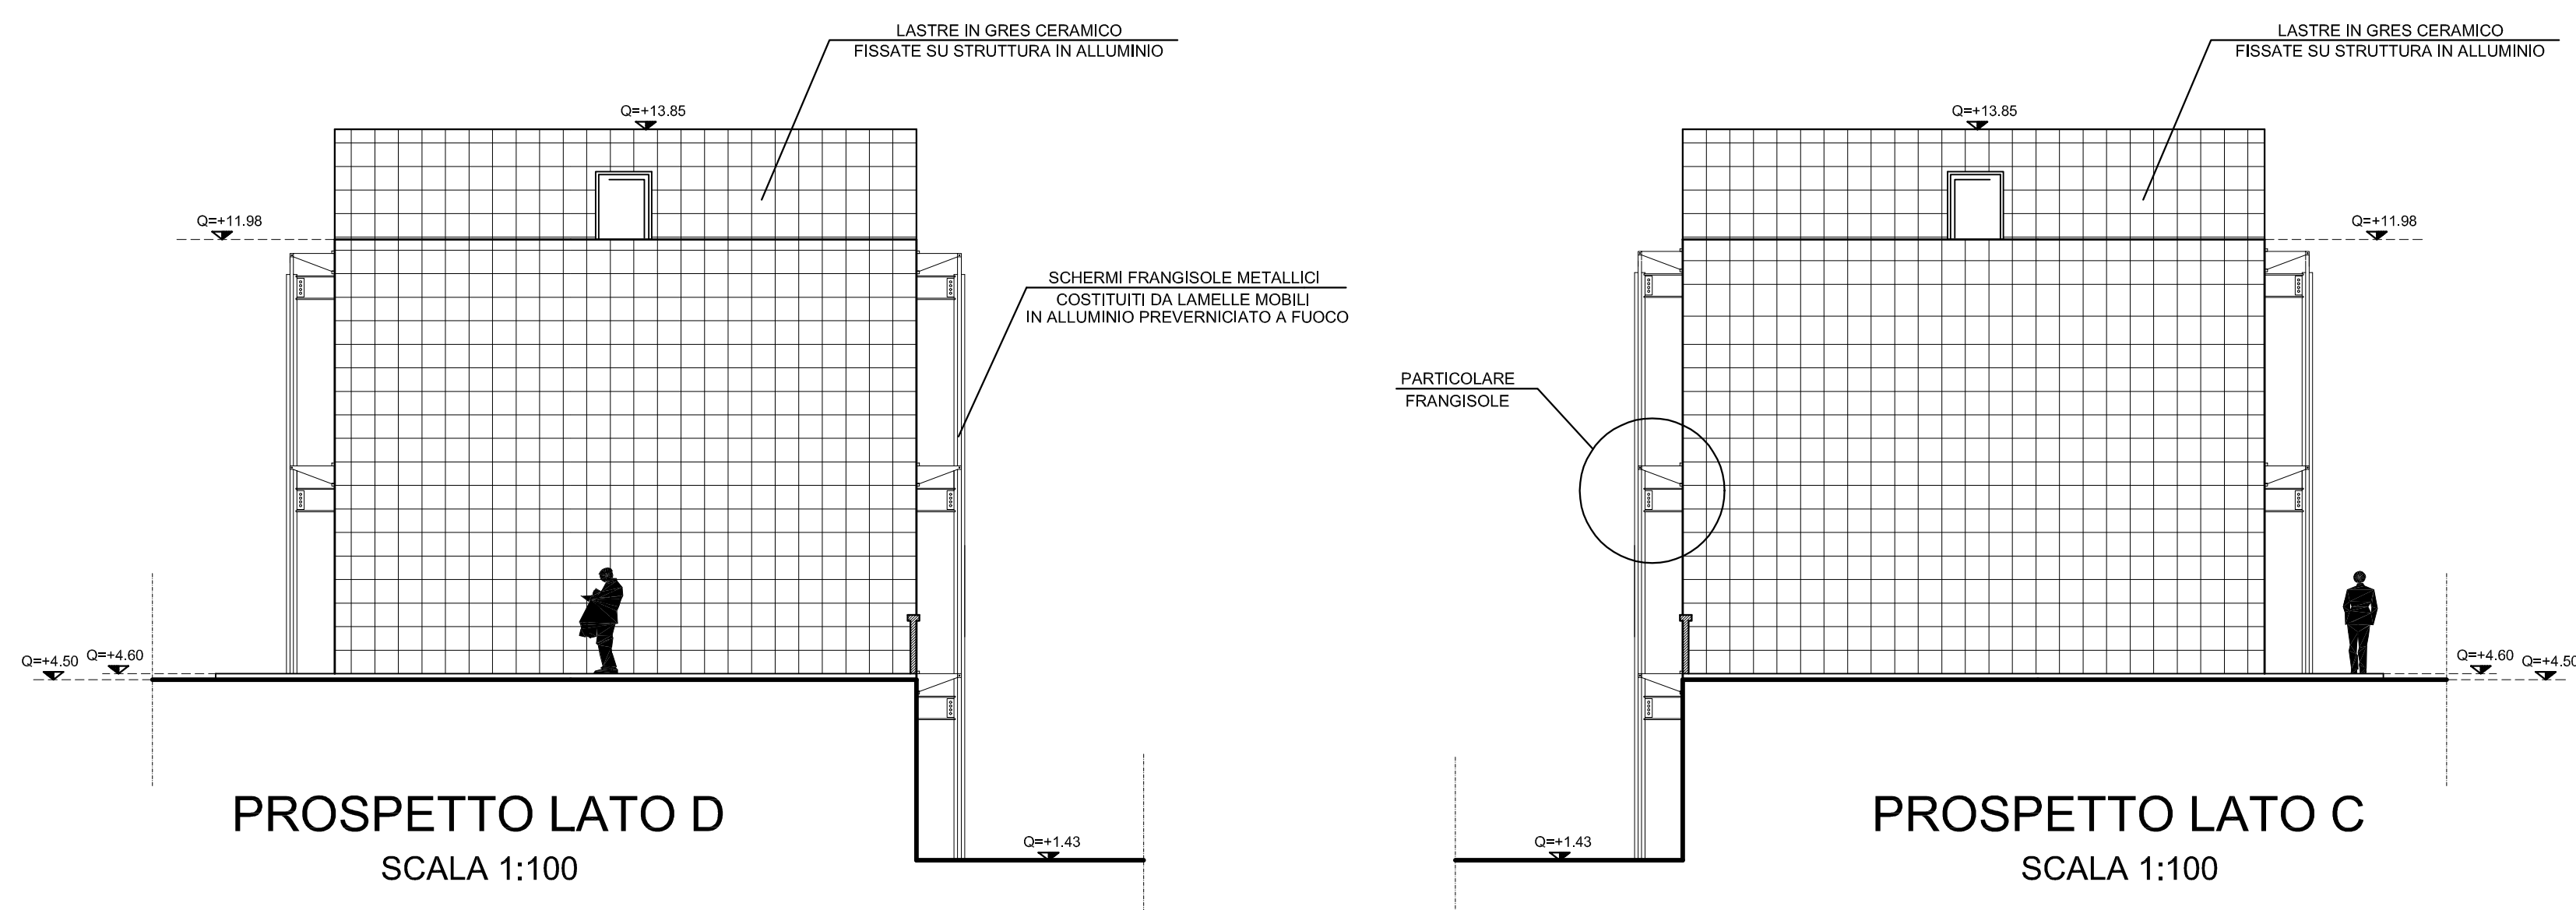 LASTRE IN GRES CERAMICO
FISSATE SU STRUTTURA IN ALLUMINIO
Q=+13.85
Q=+11.98
SCHERMI FRANGISOLE METALLICI
COSTITUITI DA LAMELLE MOBILI
IN ALLUMINIO PREVERNICIATO A FUOCO
Q=+4.50
Q=+4.60
Q=+1.43
PROSPETTO LATO D
SCALA 1:100
LASTRE IN GRES CERAMICO
FISSATE SU STRUTTURA IN ALLUMINIO
Q=+13.85
Q=+11.98
PARTICOLARE
FRANGISOLE
Q=+4.60
Q=+4.50
Q=+1.43
PROSPETTO LATO C
SCALA 1:100